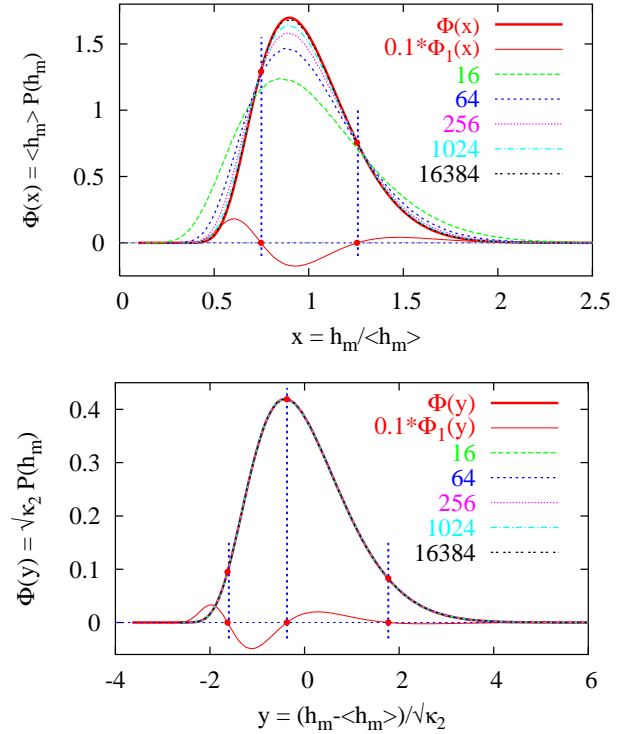 Φ(x) = <hₘ> P(hₘ)
1.5
1
0.5
0
Φ(x)
0.1*Φ₁(x)
16
64
256
1024
16384
0 0.5 1 1.5 2 2.5
x = hₘ/<hₘ>
Φ(y) = √κ₂ P(hₘ)
0.4
0.3
0.2
0.1
0
Φ(y)
0.1*Φ₁(y)
16
64
256
1024
16384
-4 -2 0 2 4 6
y = (hₘ-<hₘ>)/√κ₂